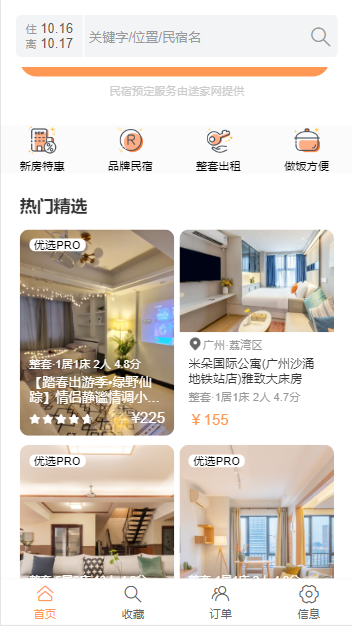 住 10.16
离 10.17
关键字/位置/民宿名
民宿预定服务由途家网提供
新房特惠
品牌民宿
整套出租
做饭方便
热门精选
优选PRO
整套·1居1床 2人 4.8分
【踏春出游季•绿野仙
踪】情侣静谧情调小...
¥225
广州·荔湾区
米朵国际公寓(广州沙涌
地铁站店)雅致大床房
整套·1居1床 2人 4.7分
¥155
优选PRO
优选PRO
首页
收藏
订单
信息